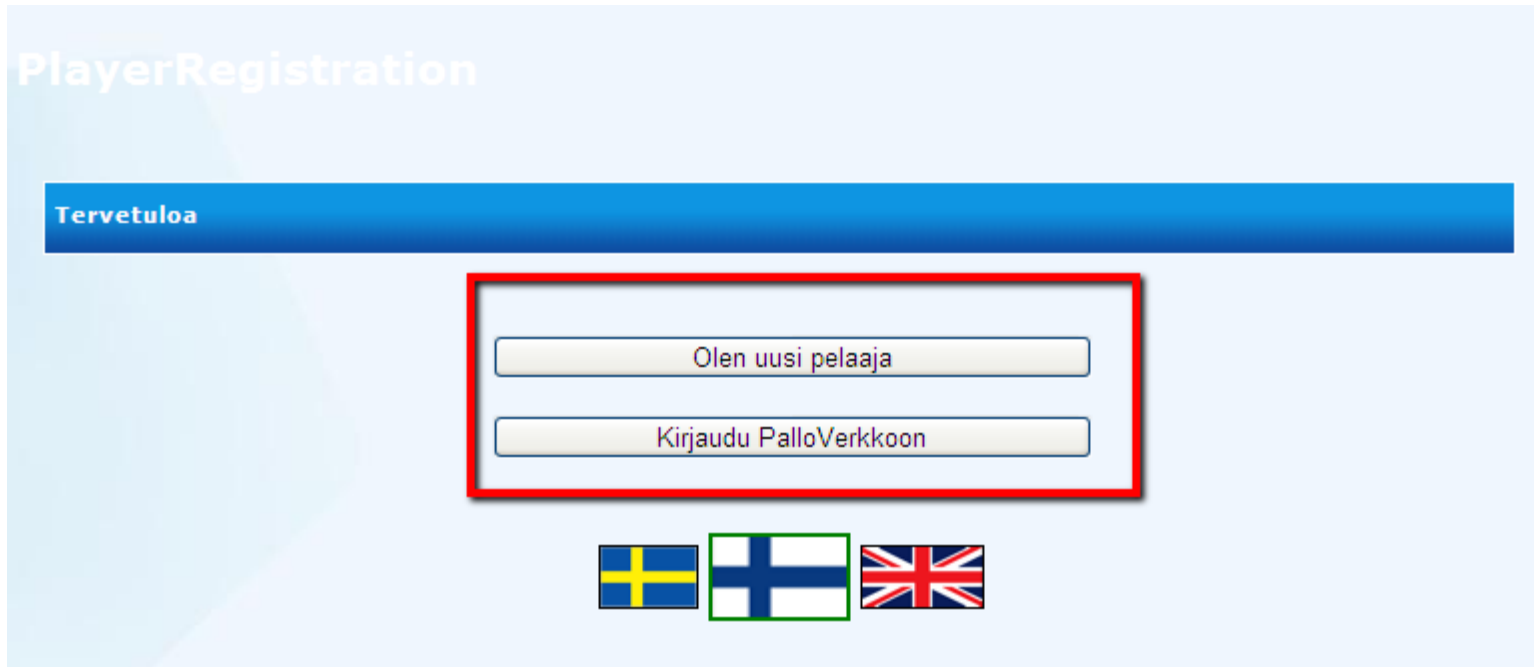 PlayerRegistration
Tervetuloa
Olen uusi pelaaja
Kirjaudu PalloVerkkoon